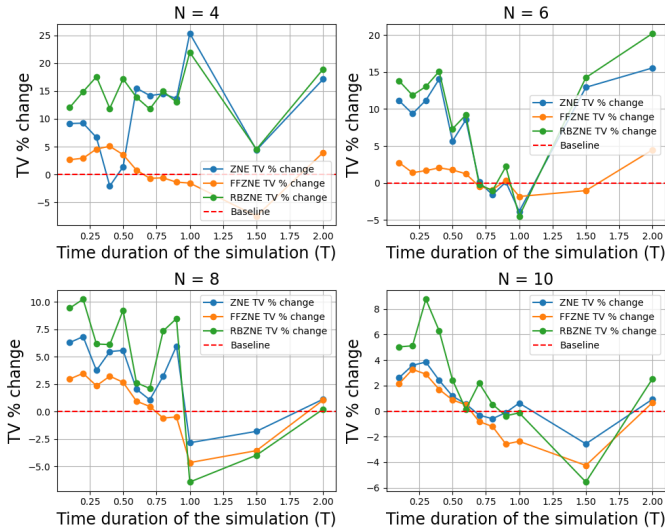 N = 4
TV % change
25
20
15
10
5
0
−5
ZNE TV % change
FFZNE TV % change
RBZNE TV % change
Baseline
0.25 0.50 0.75 1.00 1.25 1.50 1.75 2.00
Time duration of the simulation (T)
N = 6
TV % change
20
15
10
5
0
−5
ZNE TV % change
FFZNE TV % change
RBZNE TV % change
Baseline
0.25 0.50 0.75 1.00 1.25 1.50 1.75 2.00
Time duration of the simulation (T)
N = 8
TV % change
10.0
7.5
5.0
2.5
0.0
−2.5
−5.0
ZNE TV % change
FFZNE TV % change
RBZNE TV % change
Baseline
0.25 0.50 0.75 1.00 1.25 1.50 1.75 2.00
Time duration of the simulation (T)
N = 10
TV % change
10
8
6
4
2
0
−2
−4
−6
ZNE TV % change
FFZNE TV % change
RBZNE TV % change
Baseline
0.25 0.50 0.75 1.00 1.25 1.50 1.75 2.00
Time duration of the simulation (T)